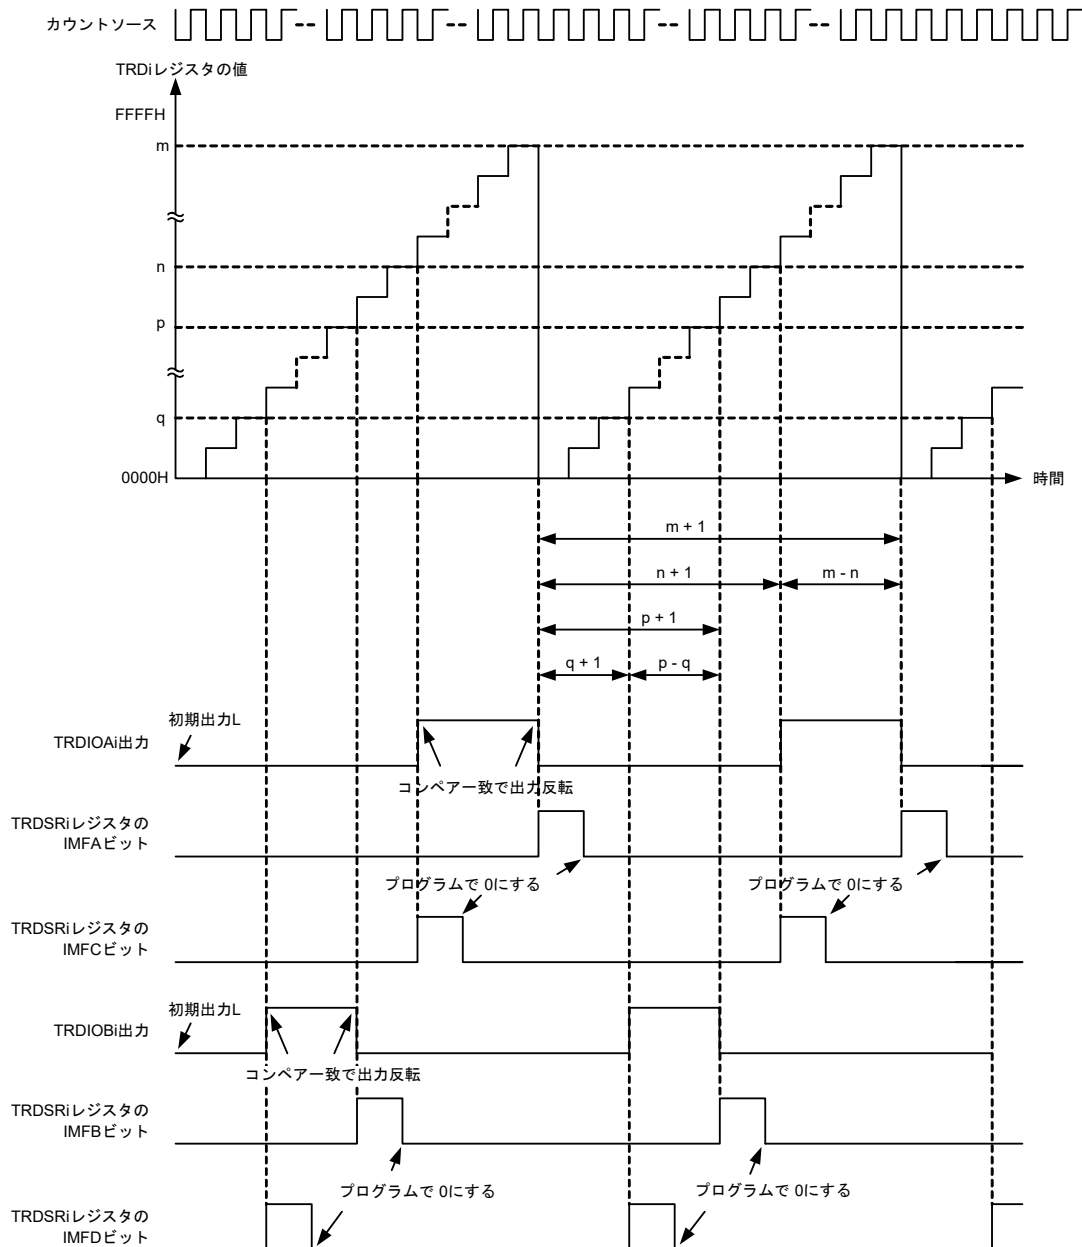 カウントソース
TRDiレジスタの値
FFFFH
m
n
p
q
0000H
時間
m + 1
n + 1
m - n
p + 1
q + 1
p - q
初期出力L
TRDIOAi出力
コンペア一致で出力反転
TRDSRiレジスタの
IMFAビット
プログラムで 0にする
プログラムで 0にする
TRDSRiレジスタの
IMFCビット
初期出力L
TRDIOBi出力
コンペア一致で出力反転
TRDSRiレジスタの
IMFBビット
プログラムで 0にする
プログラムで 0にする
TRDSRiレジスタの
IMFDビット